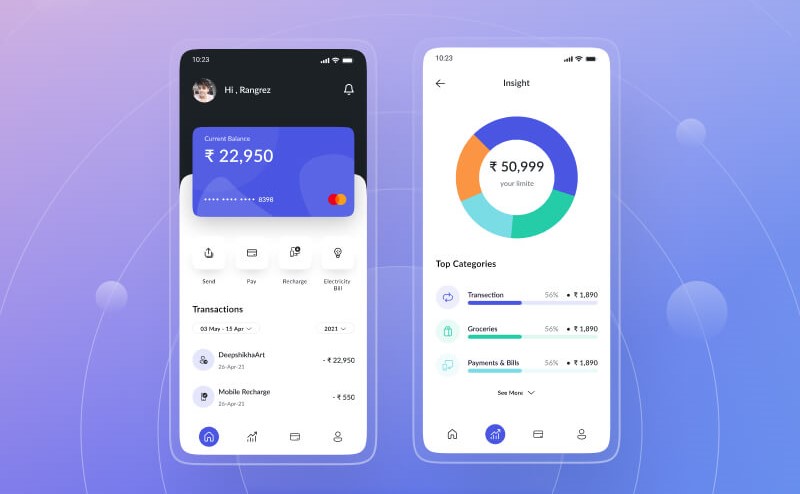 10:23
Hi , Rangrez
Current Balance
₹ 22,950
•••• •••• •••• 8398
Send
Pay
Recharge
Electricity
Bill
Transactions
03 May - 15 Apr
2021
DeepshikhaArt
26-Apr-21
- ₹ 22,950
Mobile Recharge
26-Apr-21
- ₹ 550
10:23
Insight
₹ 50,999
your limite
Top Categories
Transection 56% • ₹ 1,890
Groceries 56% • ₹ 1,890
Payments & Bills 56% • ₹ 1,890
See More